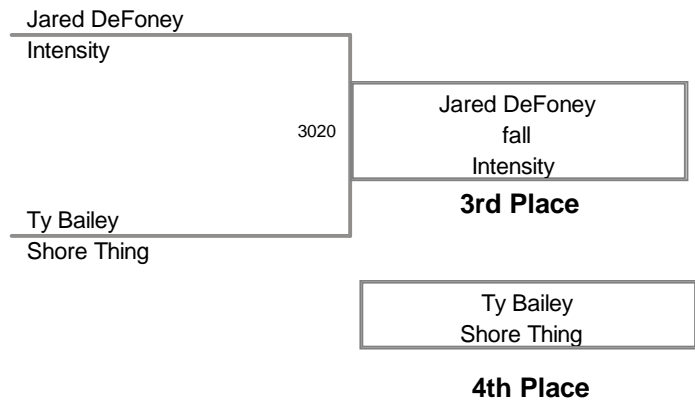 Jared DeFoney
Intensity
3020
Jared DeFoney
fall
Intensity
3rd Place
Ty Bailey
Shore Thing
Ty Bailey
Shore Thing
4th Place